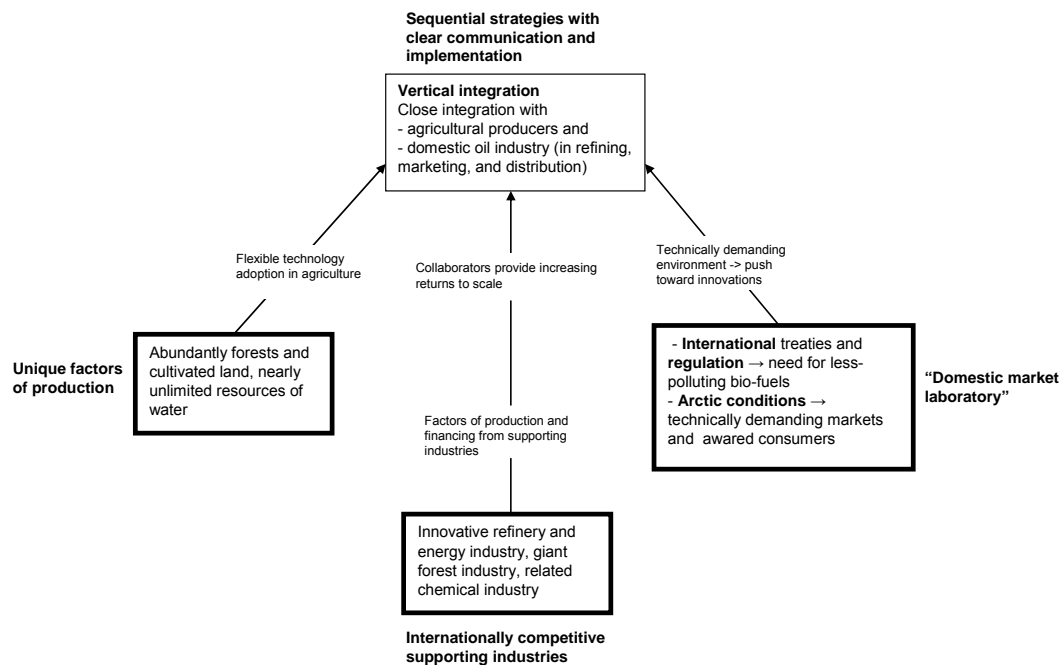 Sequential strategies with
clear communication and
implementation
Vertical integration
Close integration with
- agricultural producers and
- domestic oil industry (in refining,
marketing, and distribution)
Flexible technology
adoption in agriculture
Collaborators provide increasing
returns to scale
Technically demanding
environment -> push
toward innovations
Unique factors
of production
Abundantly forests and
cultivated land, nearly
unlimited resources of
water
- International treaties and
regulation → need for less-
polluting bio-fuels
- Arctic conditions →
technically demanding markets
and awared consumers
“Domestic market
laboratory”
Factors of production and
financing from supporting
industries
Innovative refinery and
energy industry, giant
forest industry, related
chemical industry
Internationally competitive
supporting industries